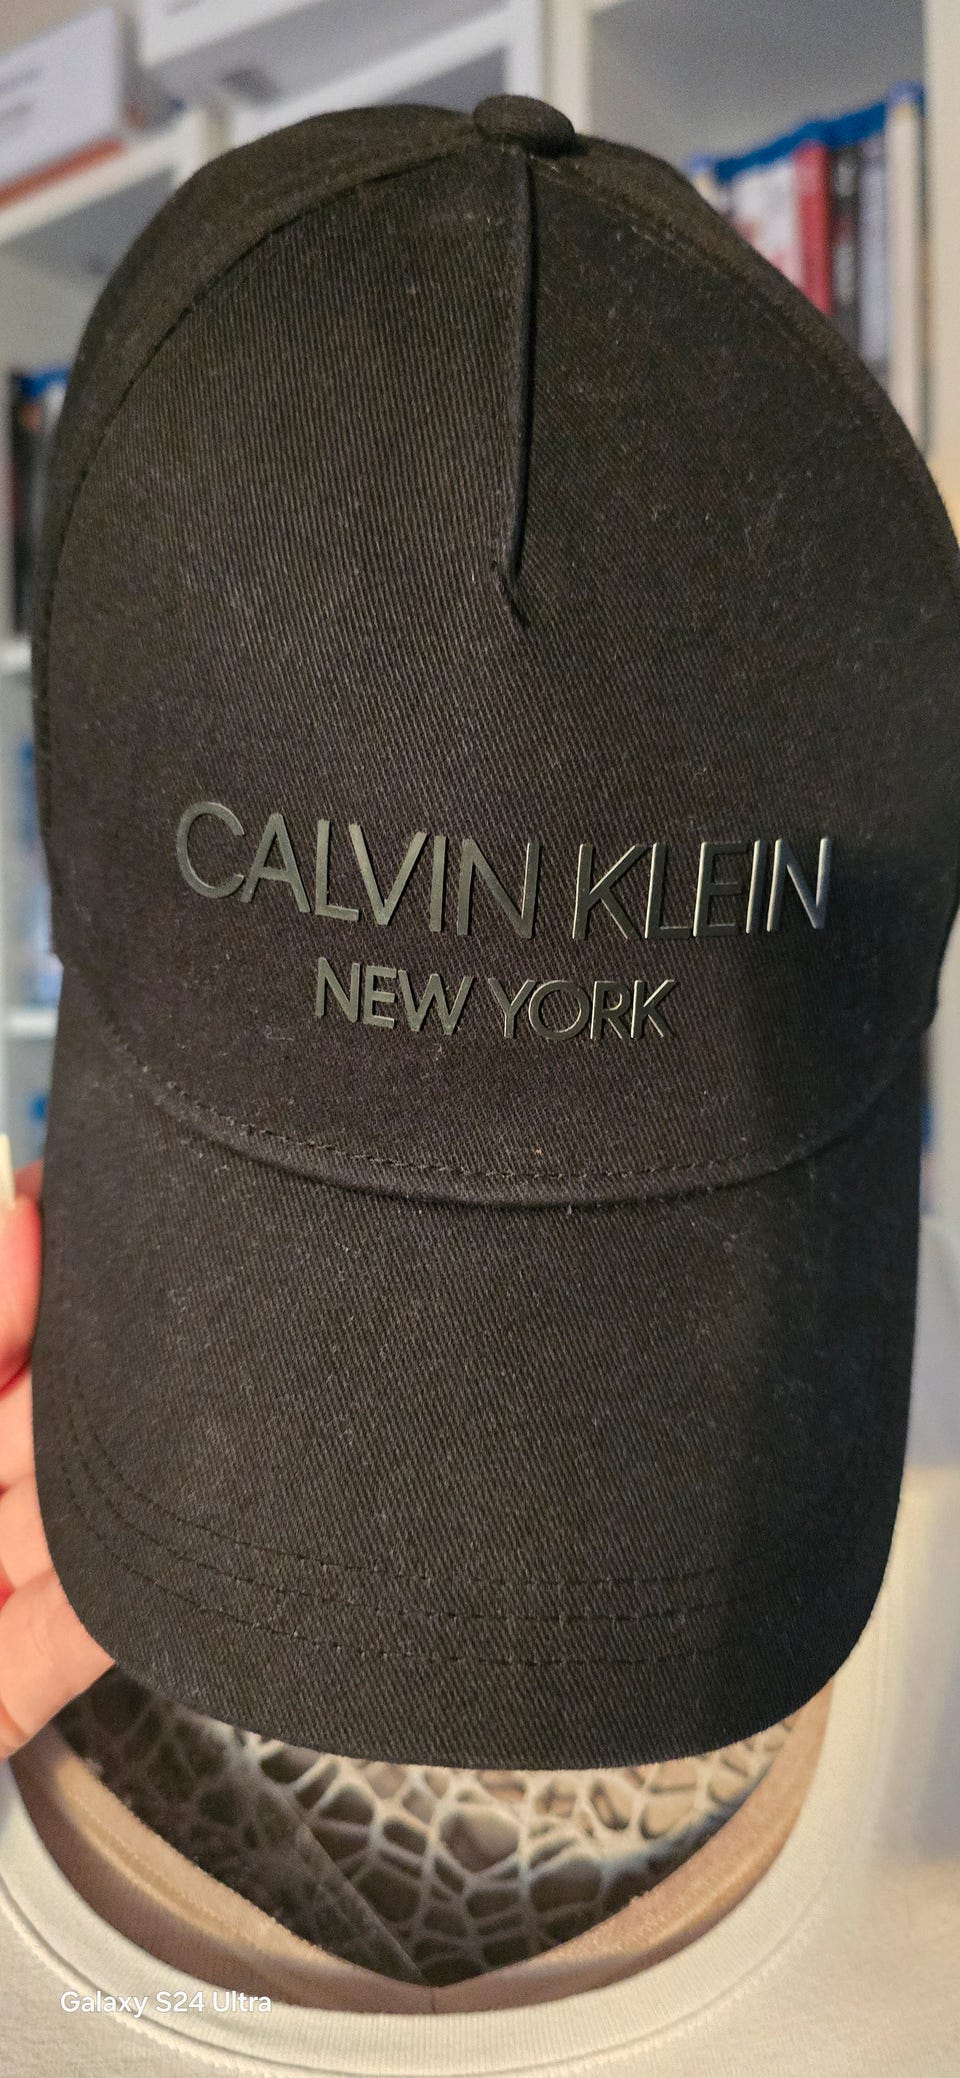 CALVIN KLEIN
NEW YORK
Galaxy S24 Ultra